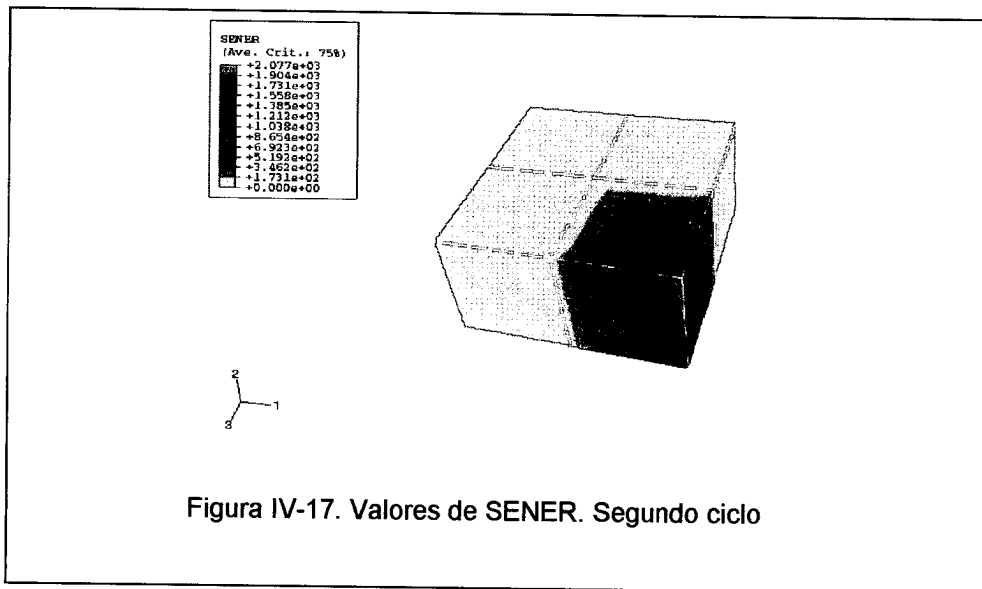 SENER
(Ave. Crit.: 75%)
+2.077e+03
+1.904e+03
+1.731e+03
+1.558e+03
+1.385e+03
+1.212e+03
+1.038e+03
+8.654e+02
+6.923e+02
+5.192e+02
+3.462e+02
+1.731e+02
+0.000e+00
2
1
3
Figura IV-17. Valores de SENER. Segundo ciclo